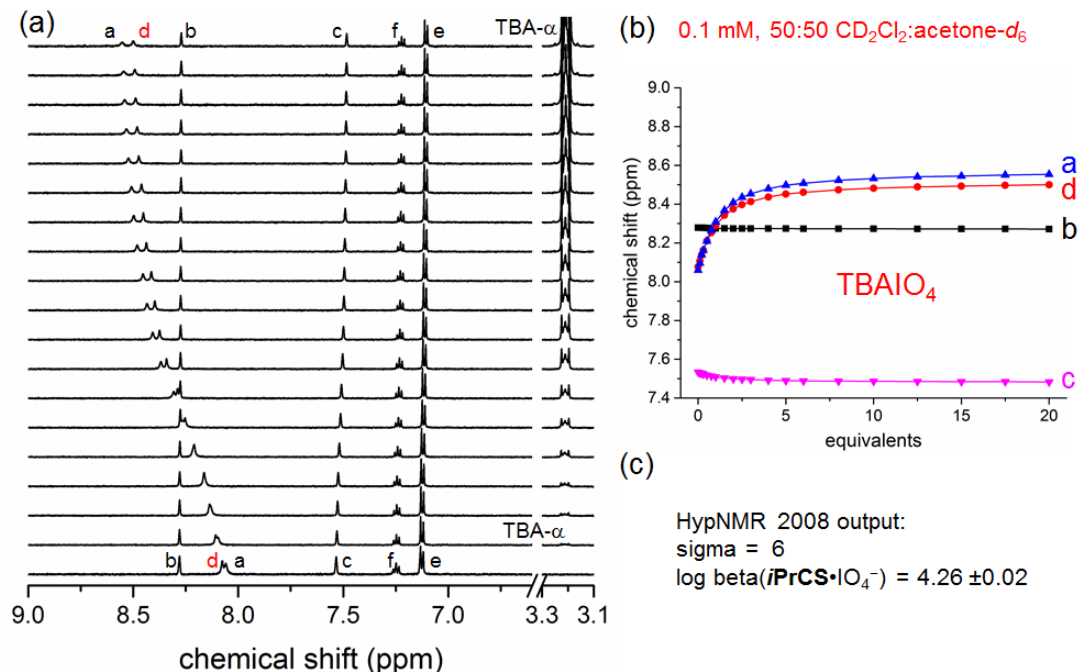 (a)
a d b c f e TBA-α
TBA-α
b d a c f e
9.0 8.5 8.0 7.5 7.0 3.3 3.1
chemical shift (ppm)
(b) 0.1 mM, 50:50 CD₂Cl₂:acetone-d₆
9.0
8.8
8.6
8.4
8.2
8.0
7.8
7.6
7.4
chemical shift (ppm)
a
d
b
TBAIO₄
c
0 5 10 15 20
equivalents
(c)
HypNMR 2008 output:
sigma = 6
log beta(iPrCS•IO₄⁻) = 4.26 ±0.02